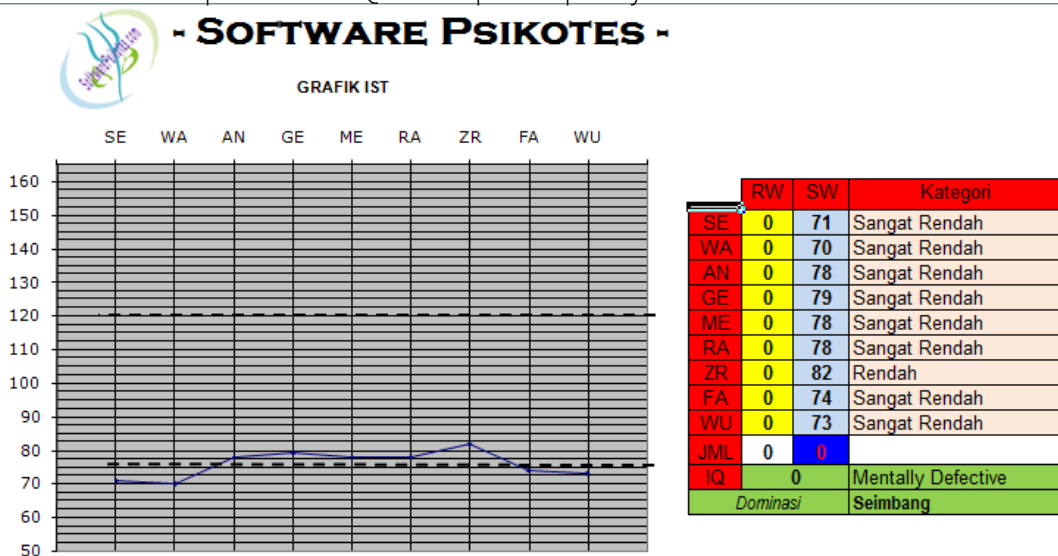 - SOFTWARE PSIKOTES -
GRAFIK IST
SE WA AN GE ME RA ZR FA WU
160
150
140
130
120
110
100
90
80
70
60
50
RW SW Kategori
SE 0 71 Sangat Rendah
WA 0 70 Sangat Rendah
AN 0 78 Sangat Rendah
GE 0 79 Sangat Rendah
ME 0 78 Sangat Rendah
RA 0 78 Sangat Rendah
ZR 0 82 Rendah
FA 0 74 Sangat Rendah
WU 0 73 Sangat Rendah
JML 0 0
IQ 0 Mentally Defective
Dominasi Seimbang